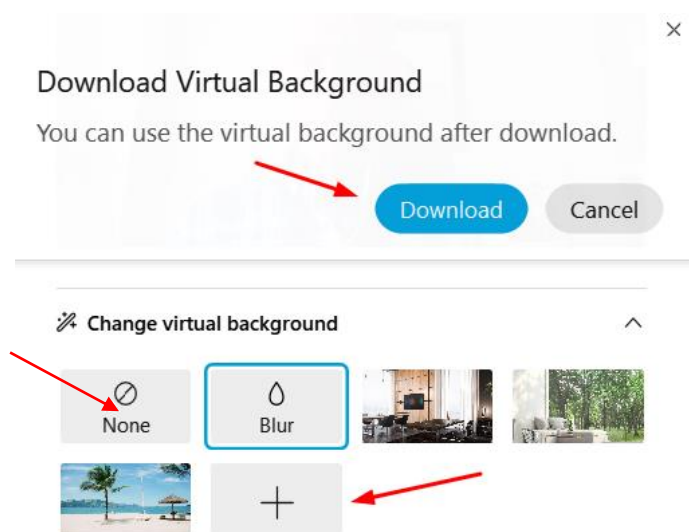 Download Virtual Background
You can use the virtual background after download.
Download Cancel
Change virtual background
None Blur